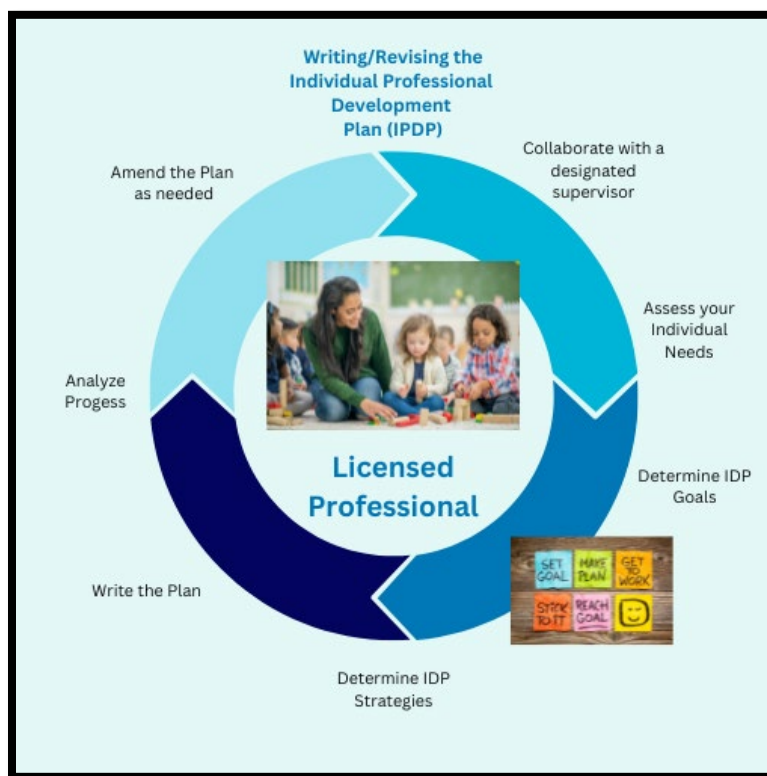 Writing/Revising the
Individual Professional
Development
Plan (IPDP)
Collaborate with a
designated
supervisor
Assess your
Individual
Needs
Determine IDP
Goals
Determine IDP
Strategies
Write the Plan
Analyze
Progess
Amend the Plan
as needed
Licensed
Professional
SET
GOAL
MAKE
PLAN
GET
TO
WORK
STICK
TO IT
REACH
GOAL